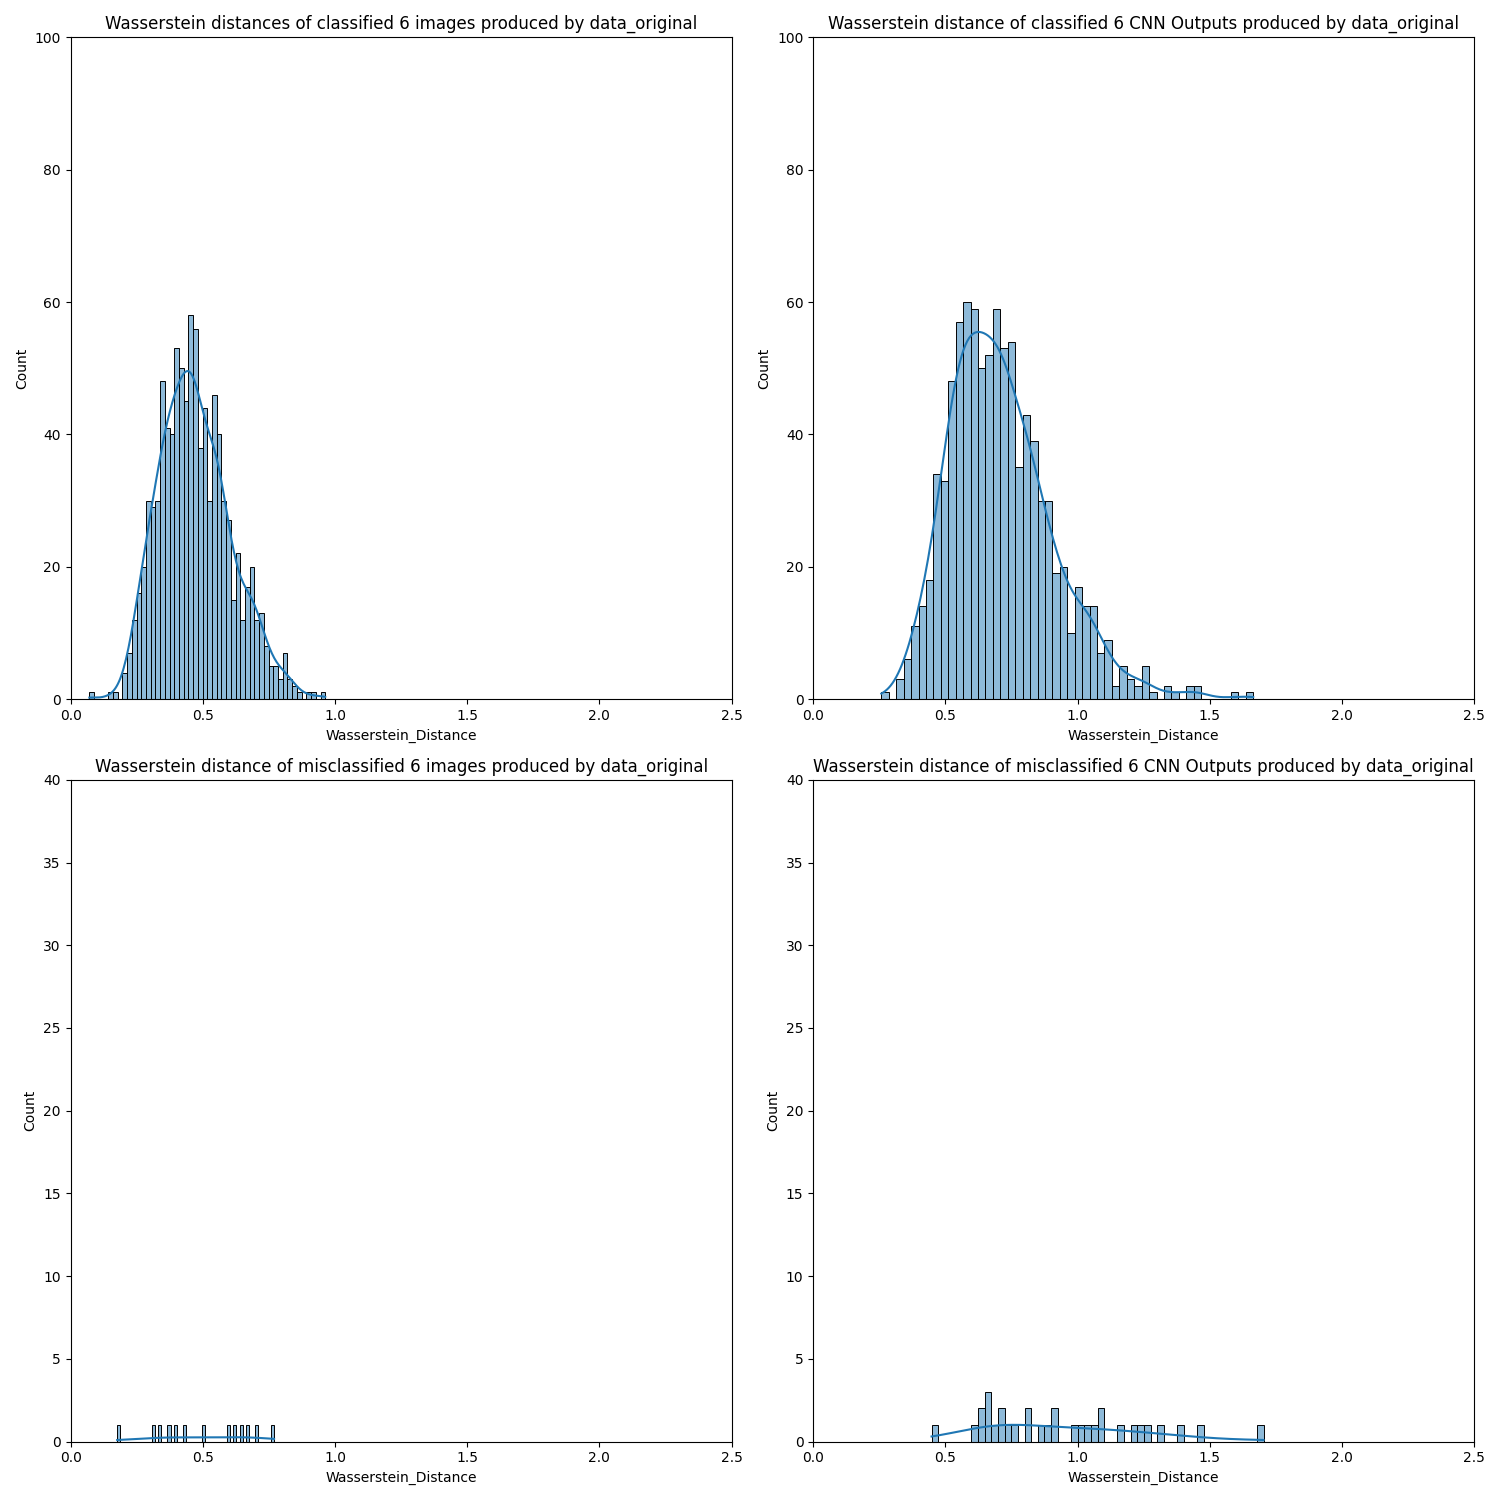 Wasserstein distances of classified 6 images produced by data_original
100
80
60
40
20
0
Count
0.0 0.5 1.0 1.5 2.0 2.5
Wasserstein_Distance
Wasserstein distance of classified 6 CNN Outputs produced by data_original
100
80
60
40
20
0
Count
0.0 0.5 1.0 1.5 2.0 2.5
Wasserstein_Distance
Wasserstein distance of misclassified 6 images produced by data_original
40
35
30
25
20
15
10
5
0
Count
0.0 0.5 1.0 1.5 2.0 2.5
Wasserstein_Distance
Wasserstein distance of misclassified 6 CNN Outputs produced by data_original
40
35
30
25
20
15
10
5
0
Count
0.0 0.5 1.0 1.5 2.0 2.5
Wasserstein_Distance